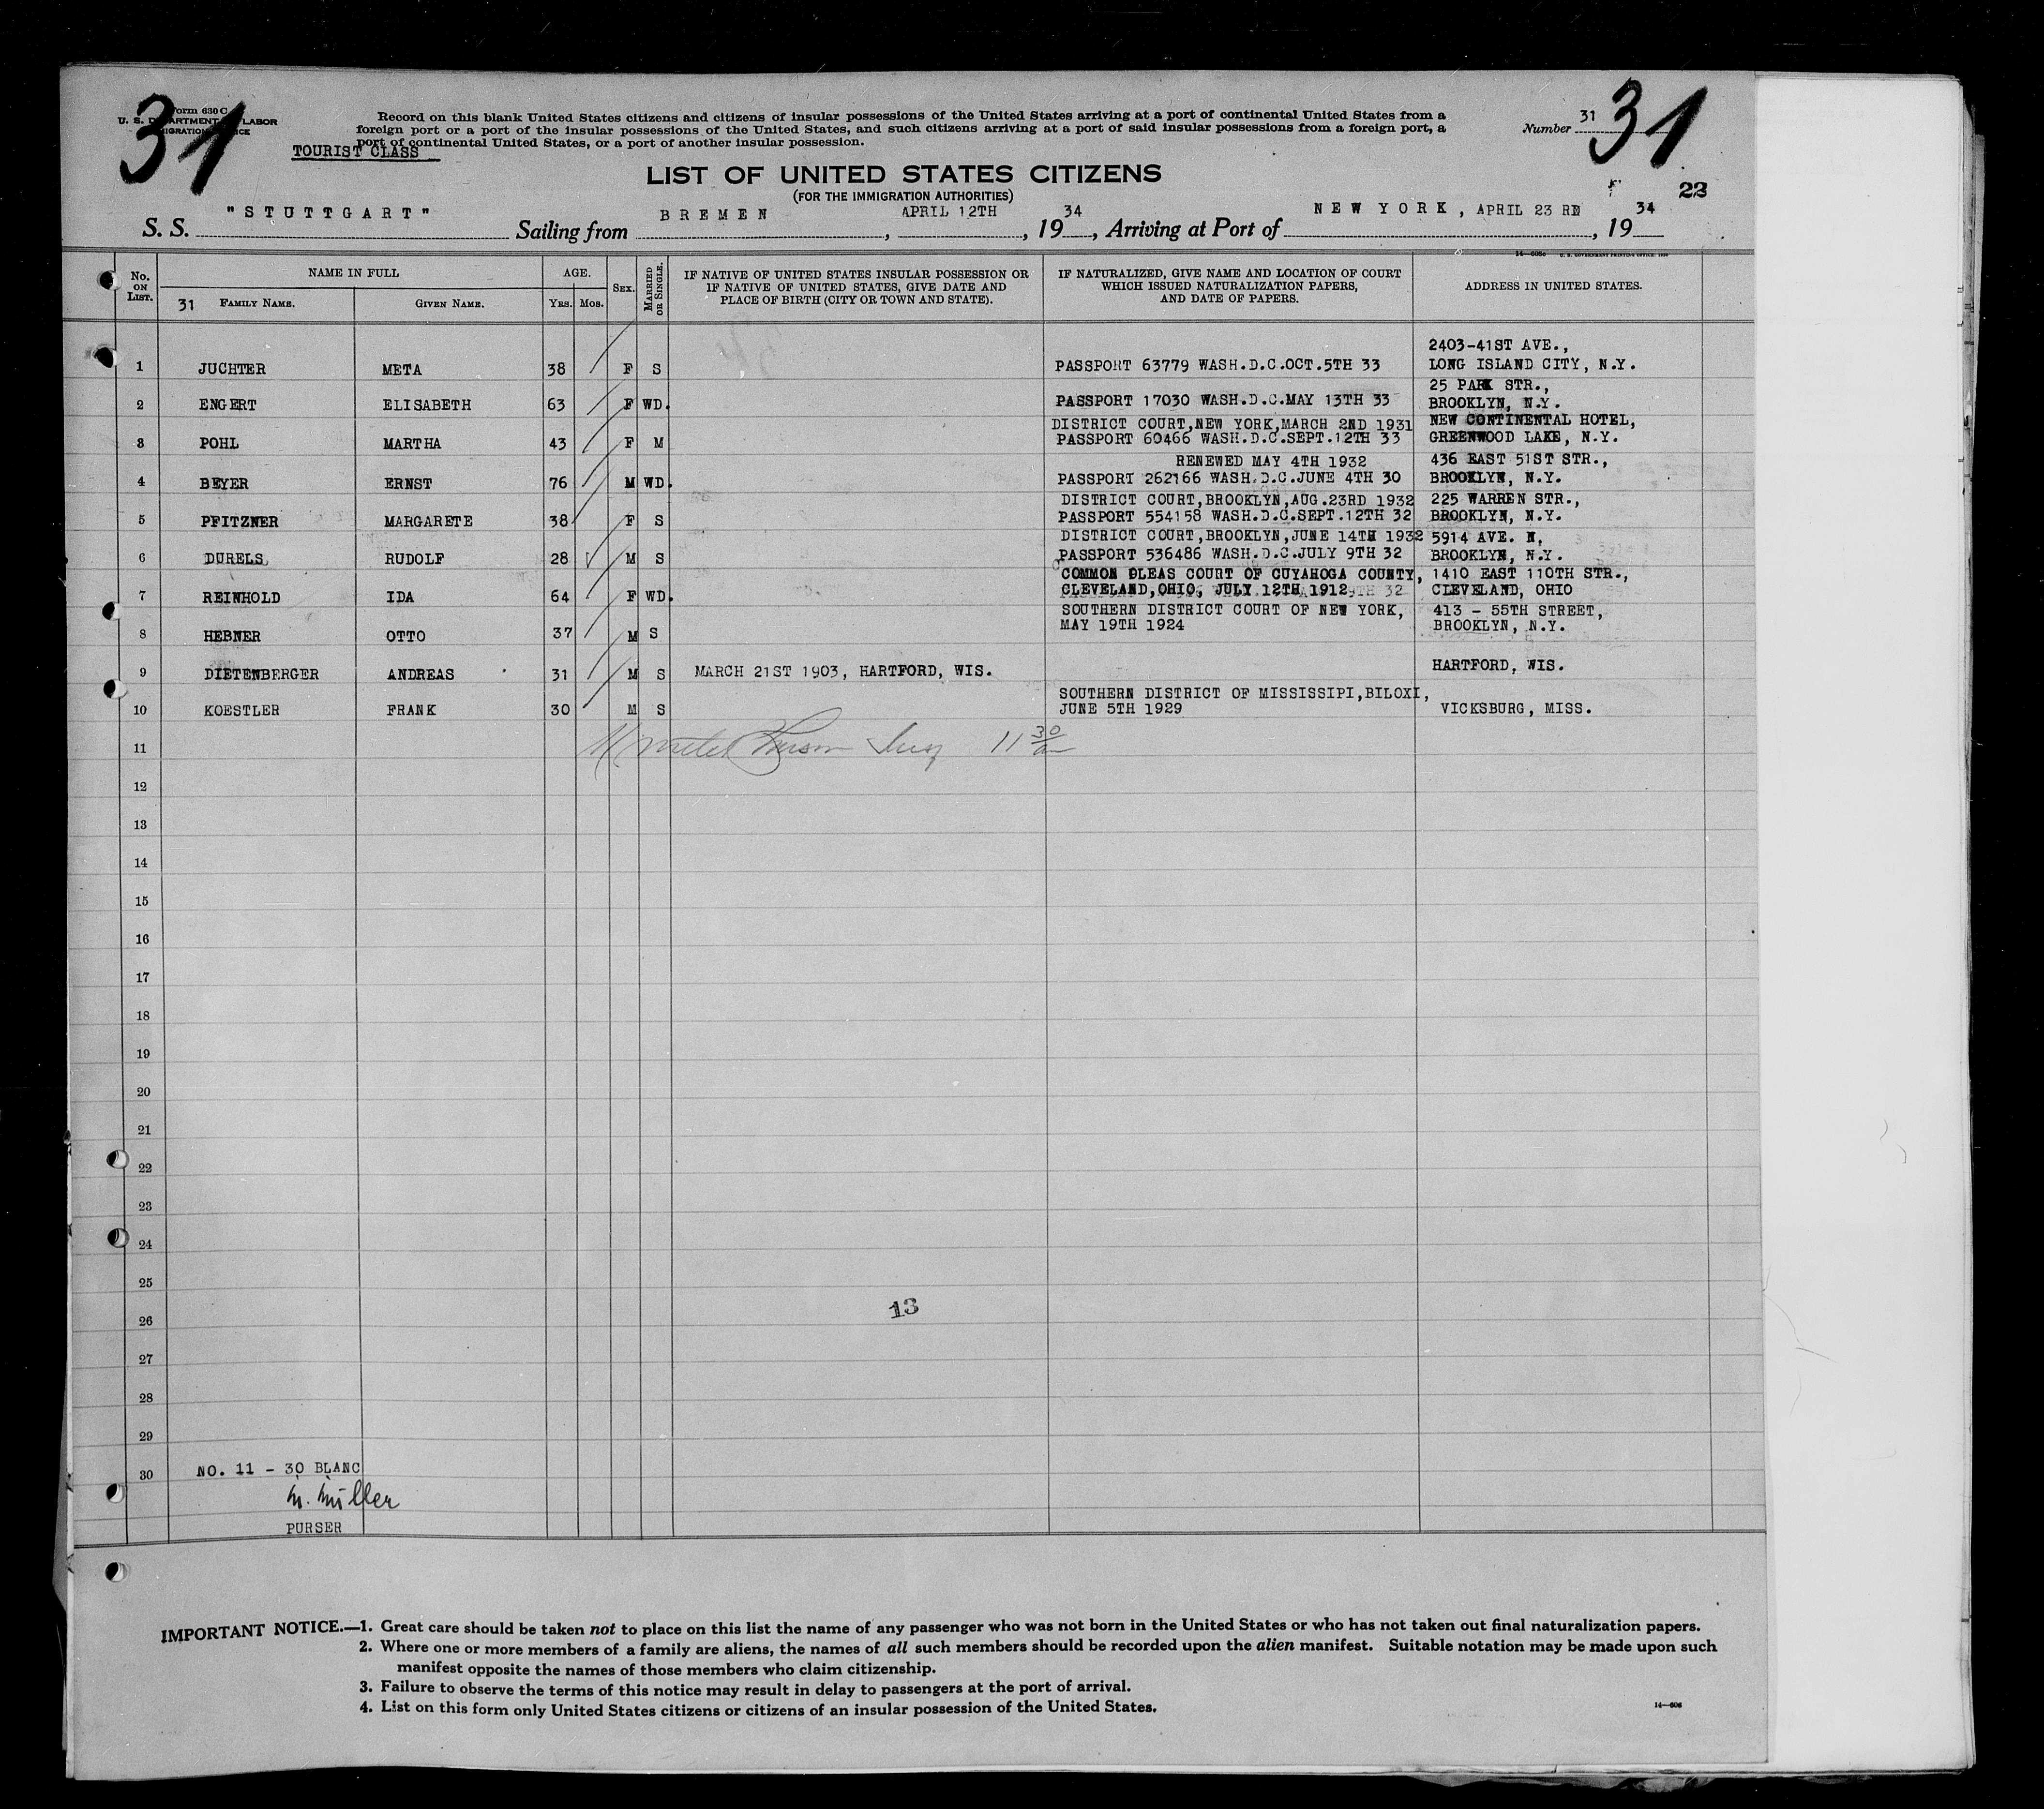 31
Form 630 C
U. S. DEPARTMENT OF LABOR
IMMIGRATION SERVICE
Record on this blank United States citizens and citizens of insular possessions of the United States arriving at a port of continental United States from a
foreign port or a port of the insular possessions of the United States, and such citizens arriving at a port of said insular possessions from a foreign port, a
port of continental United States, or a port of another insular possession.
TOURIST CLASS
Number 31
31
LIST OF UNITED STATES CITIZENS
(FOR THE IMMIGRATION AUTHORITIES)
22
S. S. "STUTTGART" Sailing from BREMEN, APRIL 12TH, 1934, Arriving at Port of NEW YORK, APRIL 23 RD, 1934
14—608c U. S. GOVERNMENT PRINTING OFFICE: 1930
No. ON LIST. NAME IN FULL AGE. SEX. MARRIED OR SINGLE. IF NATIVE OF UNITED STATES INSULAR POSSESSION OR IF NATIVE OF UNITED STATES, GIVE DATE AND PLACE OF BIRTH (CITY OR TOWN AND STATE). IF NATURALIZED, GIVE NAME AND LOCATION OF COURT WHICH ISSUED NATURALIZATION PAPERS, AND DATE OF PAPERS. ADDRESS IN UNITED STATES.
31 FAMILY NAME. GIVEN NAME. YRS. MOS.
2403-41ST AVE.,
1 JUCHTER META 38 F S PASSPORT 63779 WASH.D.C.OCT.5TH 33 LONG ISLAND CITY, N.Y.
25 PARK STR.,
2 ENGERT ELISABETH 63 F WD. PASSPORT 17030 WASH.D.C.MAY 13TH 33 BROOKLYN, N.Y.
DISTRICT COURT,NEW YORK,MARCH 2ND 1931 NEW CONTINENTAL HOTEL,
3 POHL MARTHA 43 F M PASSPORT 60466 WASH.D.C.SEPT.12TH 33 GREENWOOD LAKE, N.Y.
RENEWED MAY 4TH 1932 436 EAST 51ST STR.,
4 BEYER ERNST 76 M WD. PASSPORT 262166 WASH.D.C.JUNE 4TH 30 BROOKLYN, N.Y.
DISTRICT COURT,BROOKLYN,AUG.23RD 1932 225 WARREN STR.,
5 PFITZNER MARGARETE 38 F S PASSPORT 554158 WASH.D.C.SEPT.12TH 32 BROOKLYN, N.Y.
DISTRICT COURT,BROOKLYN,JUNE 14TH 1932 5914 AVE. N,
6 DURELS RUDOLF 28 M S PASSPORT 536486 WASH.D.C.JULY 9TH 32 BROOKLYN, N.Y.
COMMON PLEAS COURT OF CUYAHOGA COUNTY, 1410 EAST 110TH STR.,
7 REINHOLD IDA 64 F WD. CLEVELAND,OHIO, JULY 12TH 1912 CLEVELAND, OHIO
SOUTHERN DISTRICT COURT OF NEW YORK, 413 - 55TH STREET,
8 HEBNER OTTO 37 M S MAY 19TH 1924 BROOKLYN, N.Y.
9 DIETENBERGER ANDREAS 31 M S MARCH 21ST 1903, HARTFORD, WIS. HARTFORD, WIS.
SOUTHERN DISTRICT OF MISSISSIPI,BILOXI,
10 KOESTLER FRANK 30 M S JUNE 5TH 1929 VICKSBURG, MISS.
11 11 30
12
13
14
15
16
17
18
19
20
21
22
23
24
25
26 13
27
28
29
30 NO. 11 - 30 BLANC
M. Müller
PURSER
IMPORTANT NOTICE.—1. Great care should be taken not to place on this list the name of any passenger who was not born in the United States or who has not taken out final naturalization papers.
2. Where one or more members of a family are aliens, the names of all such members should be recorded upon the alien manifest. Suitable notation may be made upon such
manifest opposite the names of those members who claim citizenship.
3. Failure to observe the terms of this notice may result in delay to passengers at the port of arrival.
4. List on this form only United States citizens or citizens of an insular possession of the United States.
14—606